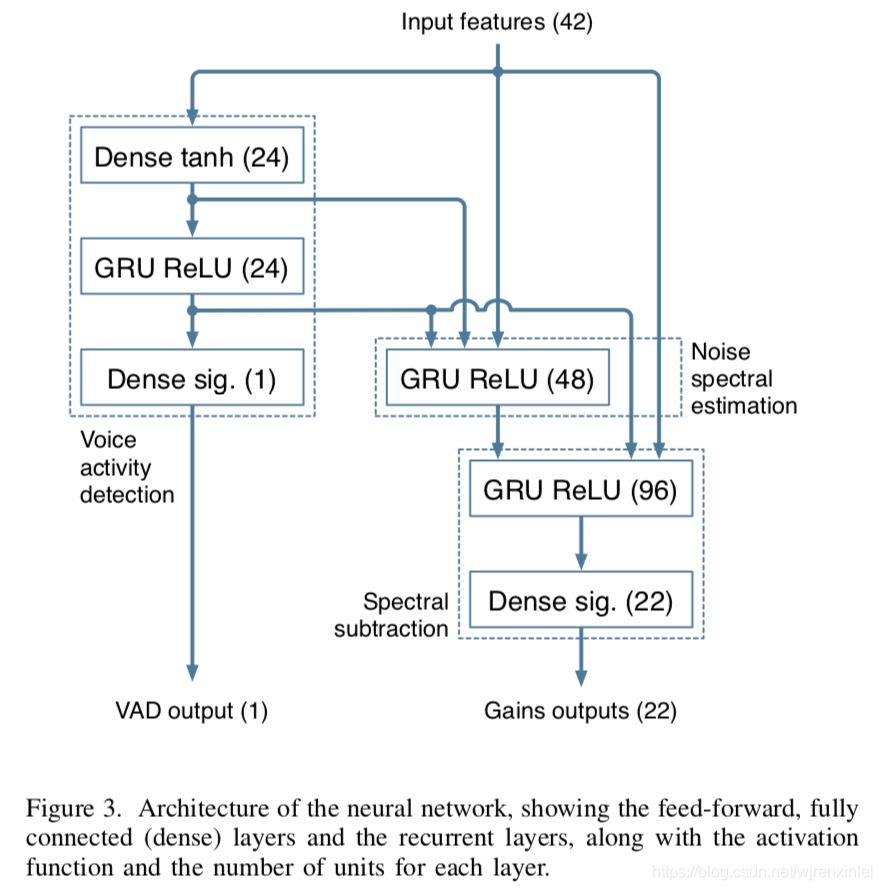 Input features (42)
Dense tanh (24)
GRU ReLU (24)
Dense sig. (1)
GRU ReLU (48)
Noise
spectral
estimation
Voice
activity
detection
GRU ReLU (96)
Spectral
subtraction
Dense sig. (22)
VAD output (1)
Gains outputs (22)
Figure 3. Architecture of the neural network, showing the feed-forward, fully
connected (dense) layers and the recurrent layers, along with the activation
function and the number of units for each layer.
https://blog.csdn.net/wjrenxinlei